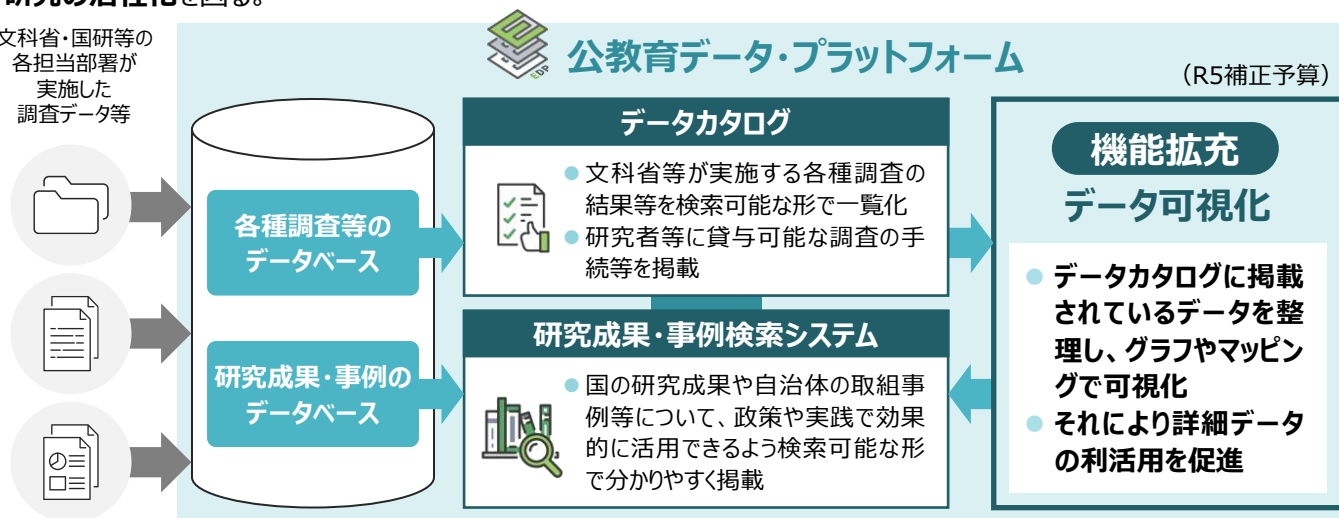 研究の活性化を図る。
文科省・国研等の
各担当部署が
実施した
調査データ等
EDP
公教育データ・プラットフォーム
（R5補正予算）
各種調査等の
データベース
研究成果・事例の
データベース
データカタログ
● 文科省等が実施する各種調査の
結果等を検索可能な形で一覧化
● 研究者等に貸与可能な調査の手
続等を掲載
研究成果・事例検索システム
● 国の研究成果や自治体の取組事
例等について、政策や実践で効果
的に活用できるよう検索可能な形
で分かりやすく掲載
機能拡充
データ可視化
● データカタログに掲載
されているデータを整
理し、グラフやマッピン
グで可視化
● それにより詳細データ
の利活用を促進